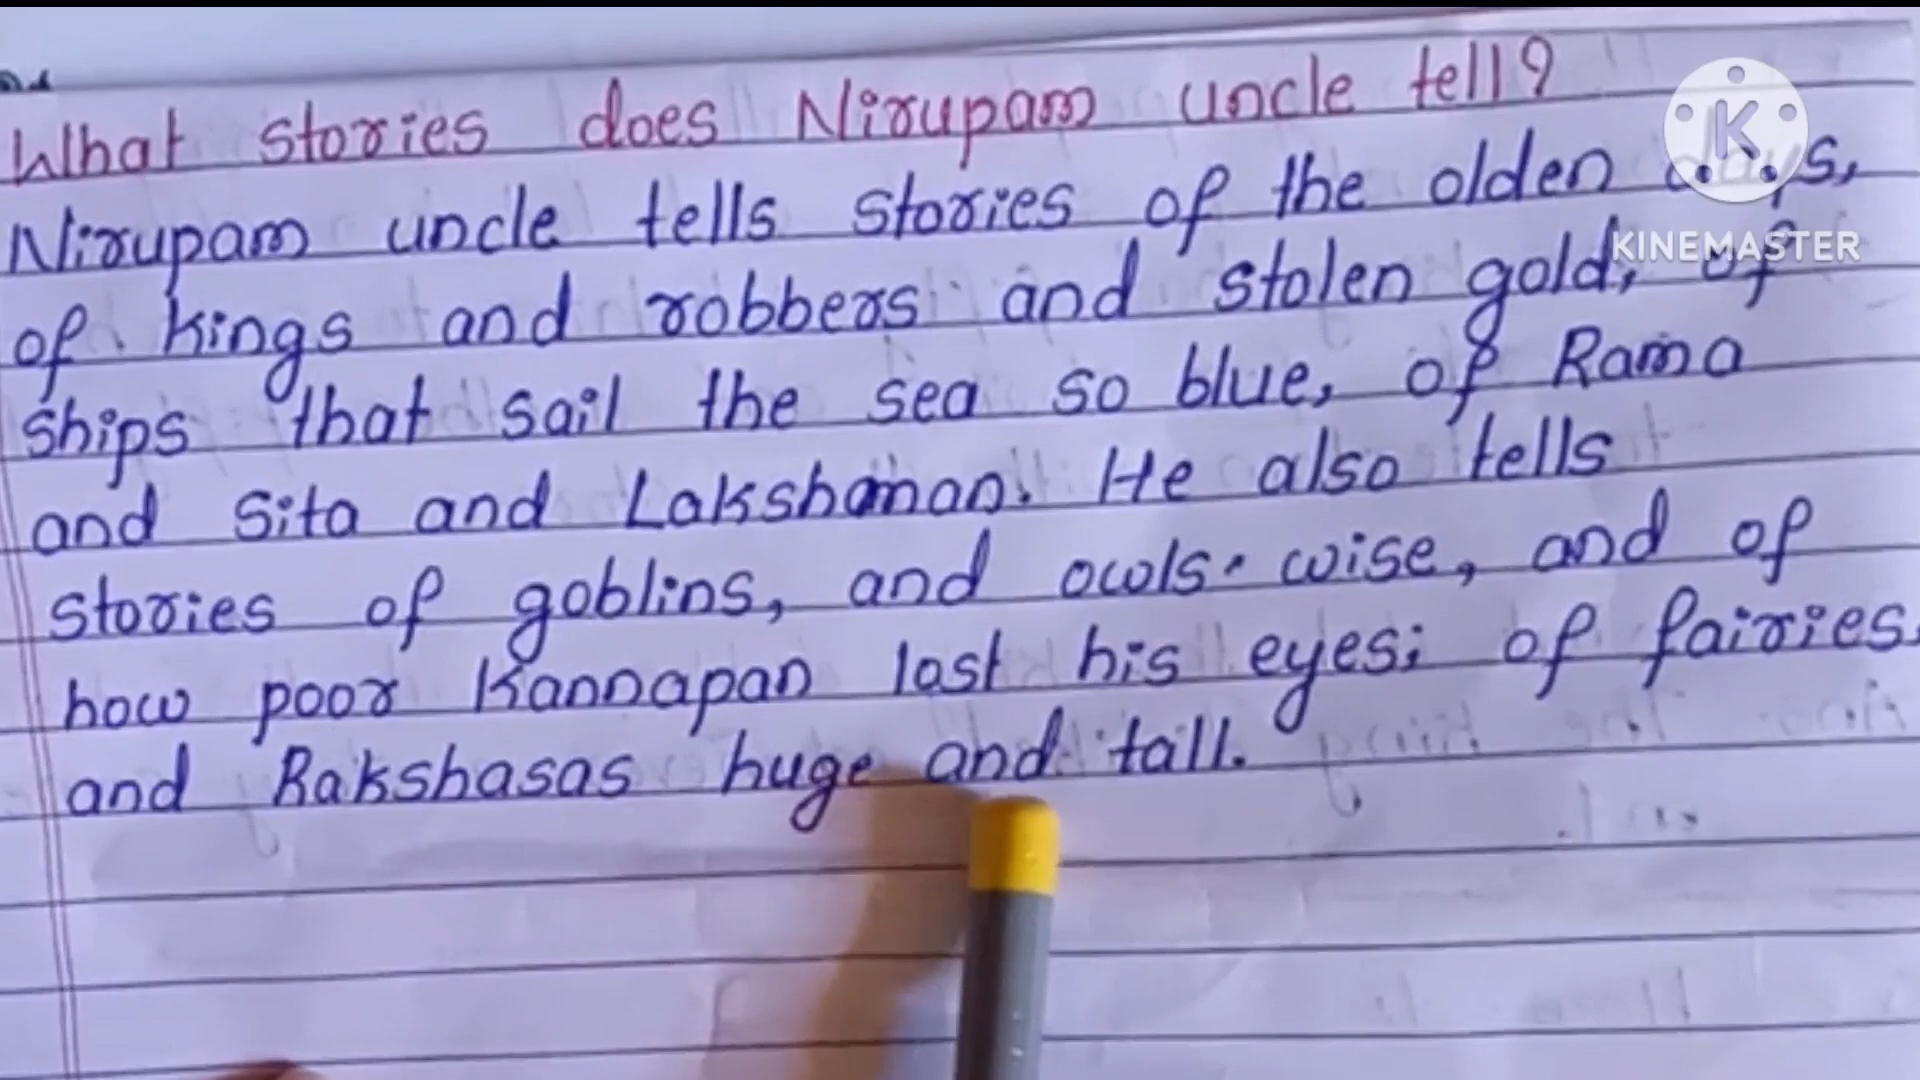 What stories does Nirupam uncle tell?
Nirupam uncle tells stories of the olden days,
of kings and robbers and stolen gold, of
ships that sail the sea so blue, of Rama
and Sita and Lakshman. He also tells
stories of goblins, and owls. wise, and of
how poor Kannapan lost his eyes; of fairies
and Rakshasas huge and tall.
K
KINEMASTER